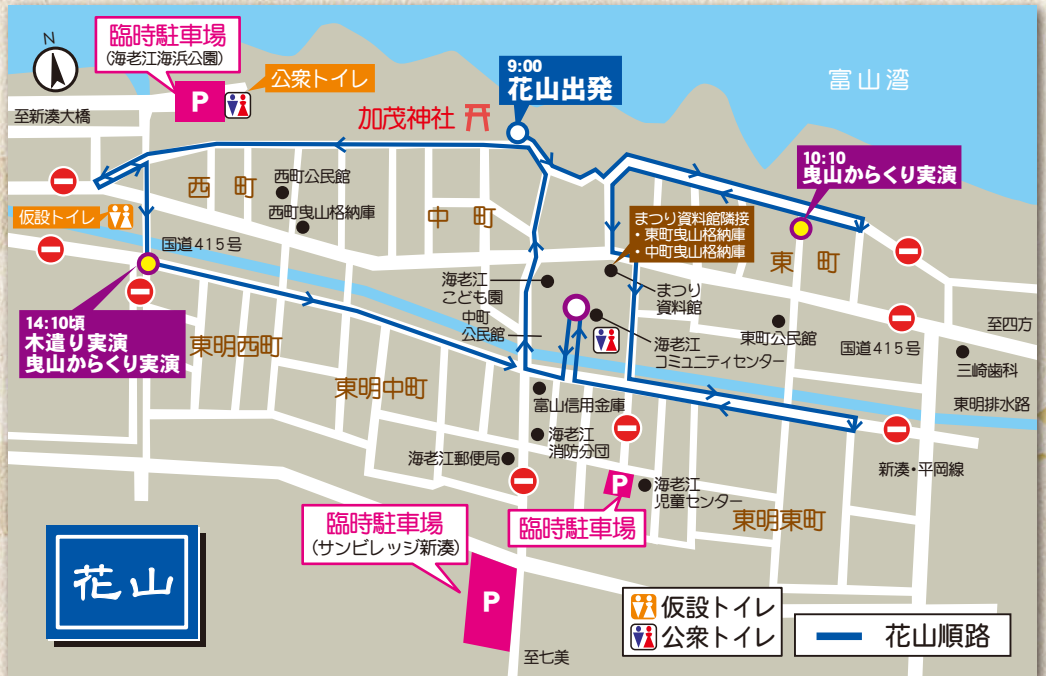 N
臨時駐車場
(海老江海浜公園)
P
公衆トイレ
至新湊大橋
加茂神社
9:00
花山出発
富山湾
10:10
曳山からくり実演
西町
西町公民館
西町曳山格納庫
中町
仮設トイレ
国道415号
まつり資料館隣接
・東町曳山格納庫
・中町曳山格納庫
東町
海老江
こども園
まつり
資料館
中町
公民館
海老江
コミュニティセンター
東町公民館
国道415号
至四方
三崎歯科
東明排水路
14:10頃
木遣り実演
曳山からくり実演
東明西町
東明中町
富山信用金庫
海老江
消防分団
海老江郵便局
新湊・平岡線
P
海老江
児童センター
臨時駐車場
東明東町
臨時駐車場
(サンビレッジ新湊)
P
至七美
花山
仮設トイレ
公衆トイレ
花山順路